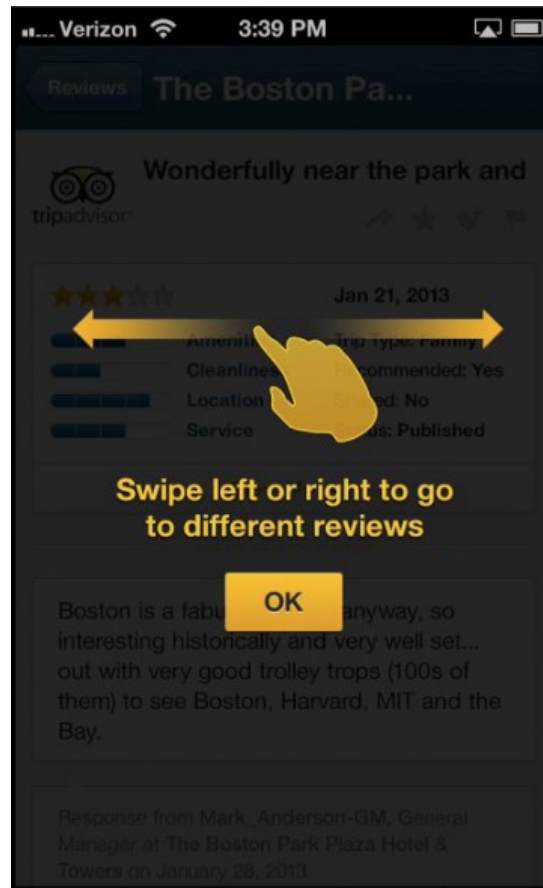 Verizon 3:39 PM
Reviews The Boston Pa...
Wonderfully near the park and
tripadvisor
Jan 21, 2013
Trip Type: Family
Cleanliness Recommended: Yes
Location No
Service Published
Swipe left or right to go
to different reviews
OK
Boston is a anyway, so
interesting historically and very well set...
out with very good trolley trops (100s of
them) to see Boston, Harvard, MIT and the
Bay.
Response from Mark_Anderson-GM, General
Manager at The Boston Park Plaza Hotel &
Towers on January 28, 2013